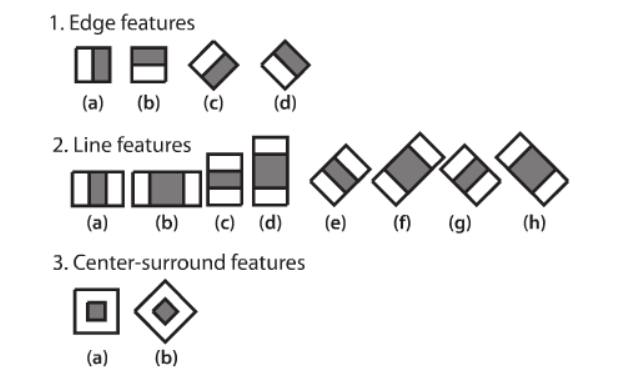 1. Edge features
(a) (b) (c) (d)
2. Line features
(a) (b) (c) (d) (e) (f) (g) (h)
3. Center-surround features
(a) (b)